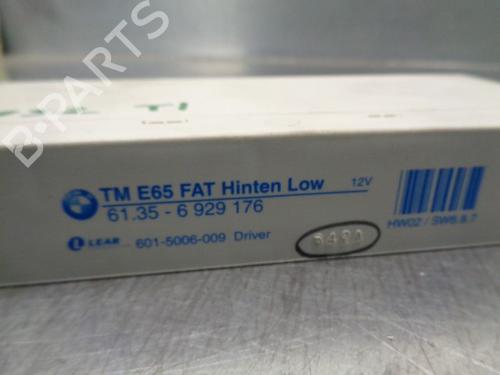 B-PARTS
TM E65 FAT Hinten Low 12V
61.35 - 6 929 176
LEAR 601-5006-009 Driver
HW02 / SW6.8.7